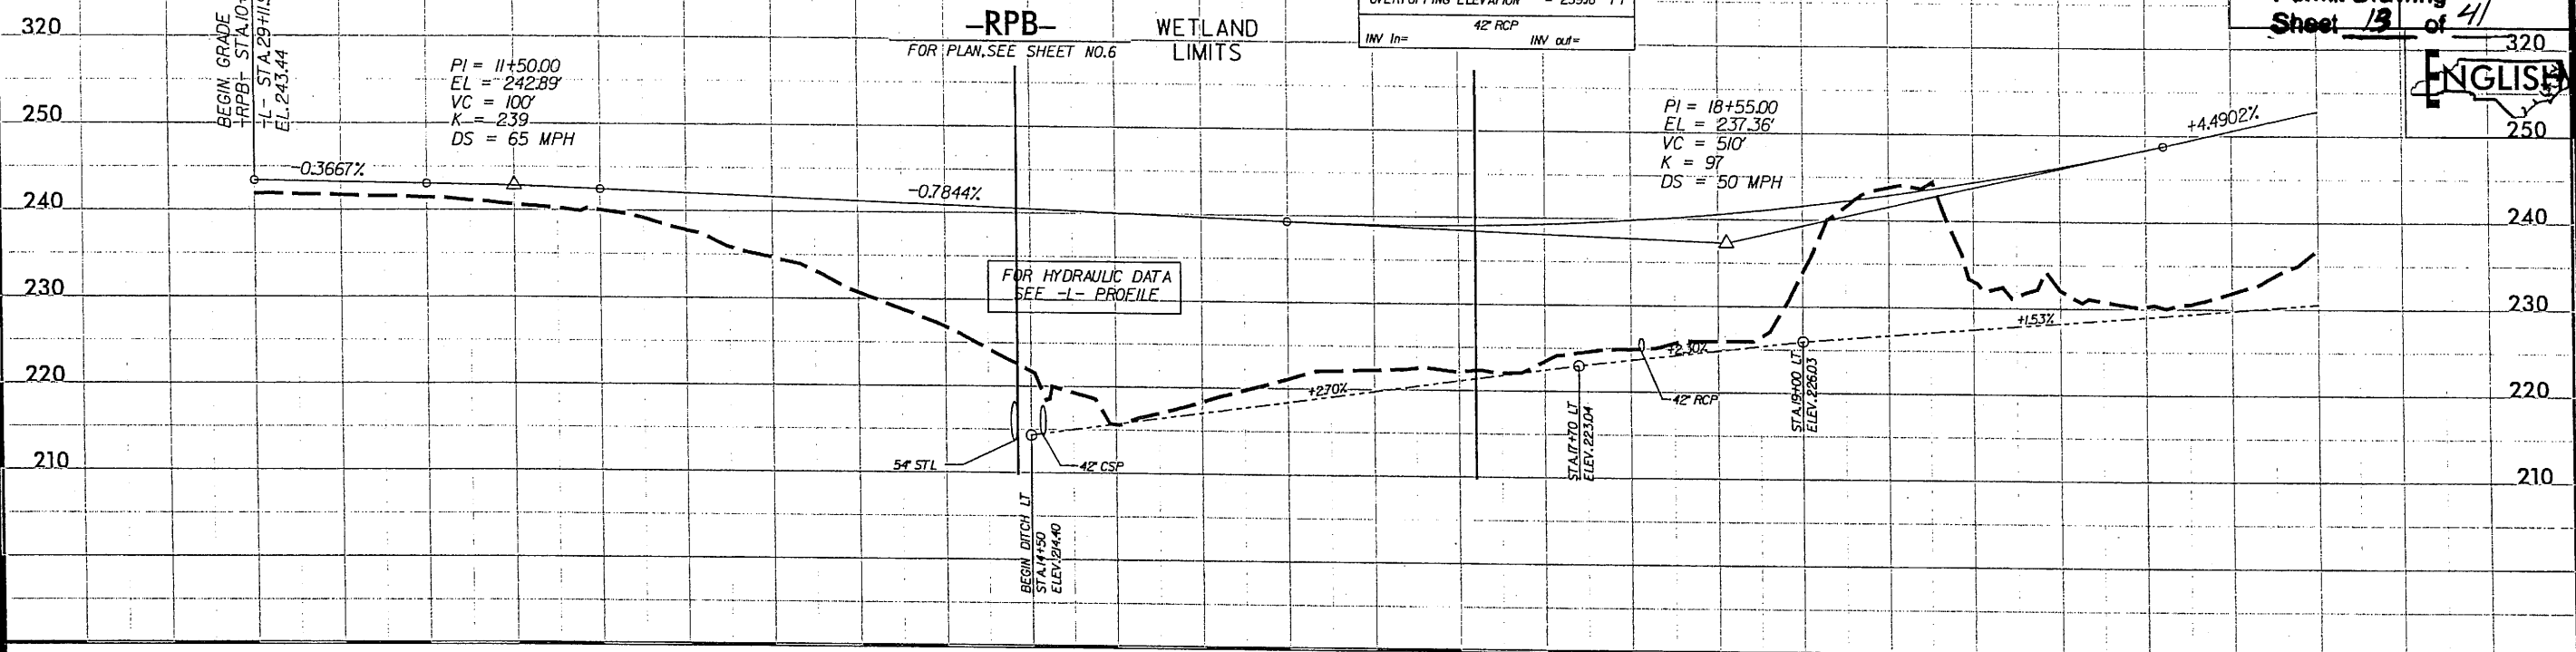 320
BEGIN GRADE
-RPB- STA.10+
-L- STA.29+11.
EL.243.44
-RPB-
FOR PLAN, SEE SHEET NO.6
WETLAND
LIMITS
OVERTOPPING ELEVATION
42" RCP
INV In=
INV out=
Sheet 13 of 41
320
ENGLISH
PI = 11+50.00
EL = 242.89'
VC = 100'
K = 239
DS = 65 MPH
PI = 18+55.00
EL = 237.36'
VC = 510'
K = 97
DS = 50 MPH
+4.4902%
250
250
-0.3667%
-0.7844%
240
240
FOR HYDRAULIC DATA
SEE -L- PROFILE
230
230
+1.53%
+2.30%
220
+2.70%
42" RCP
220
STA.17+70 LT
ELEV.223.04
STA.19+00 LT
ELEV.226.03
210
54" STL
42" CSP
210
BEGIN DITCH LT
STA.14+50
ELEV.214.40